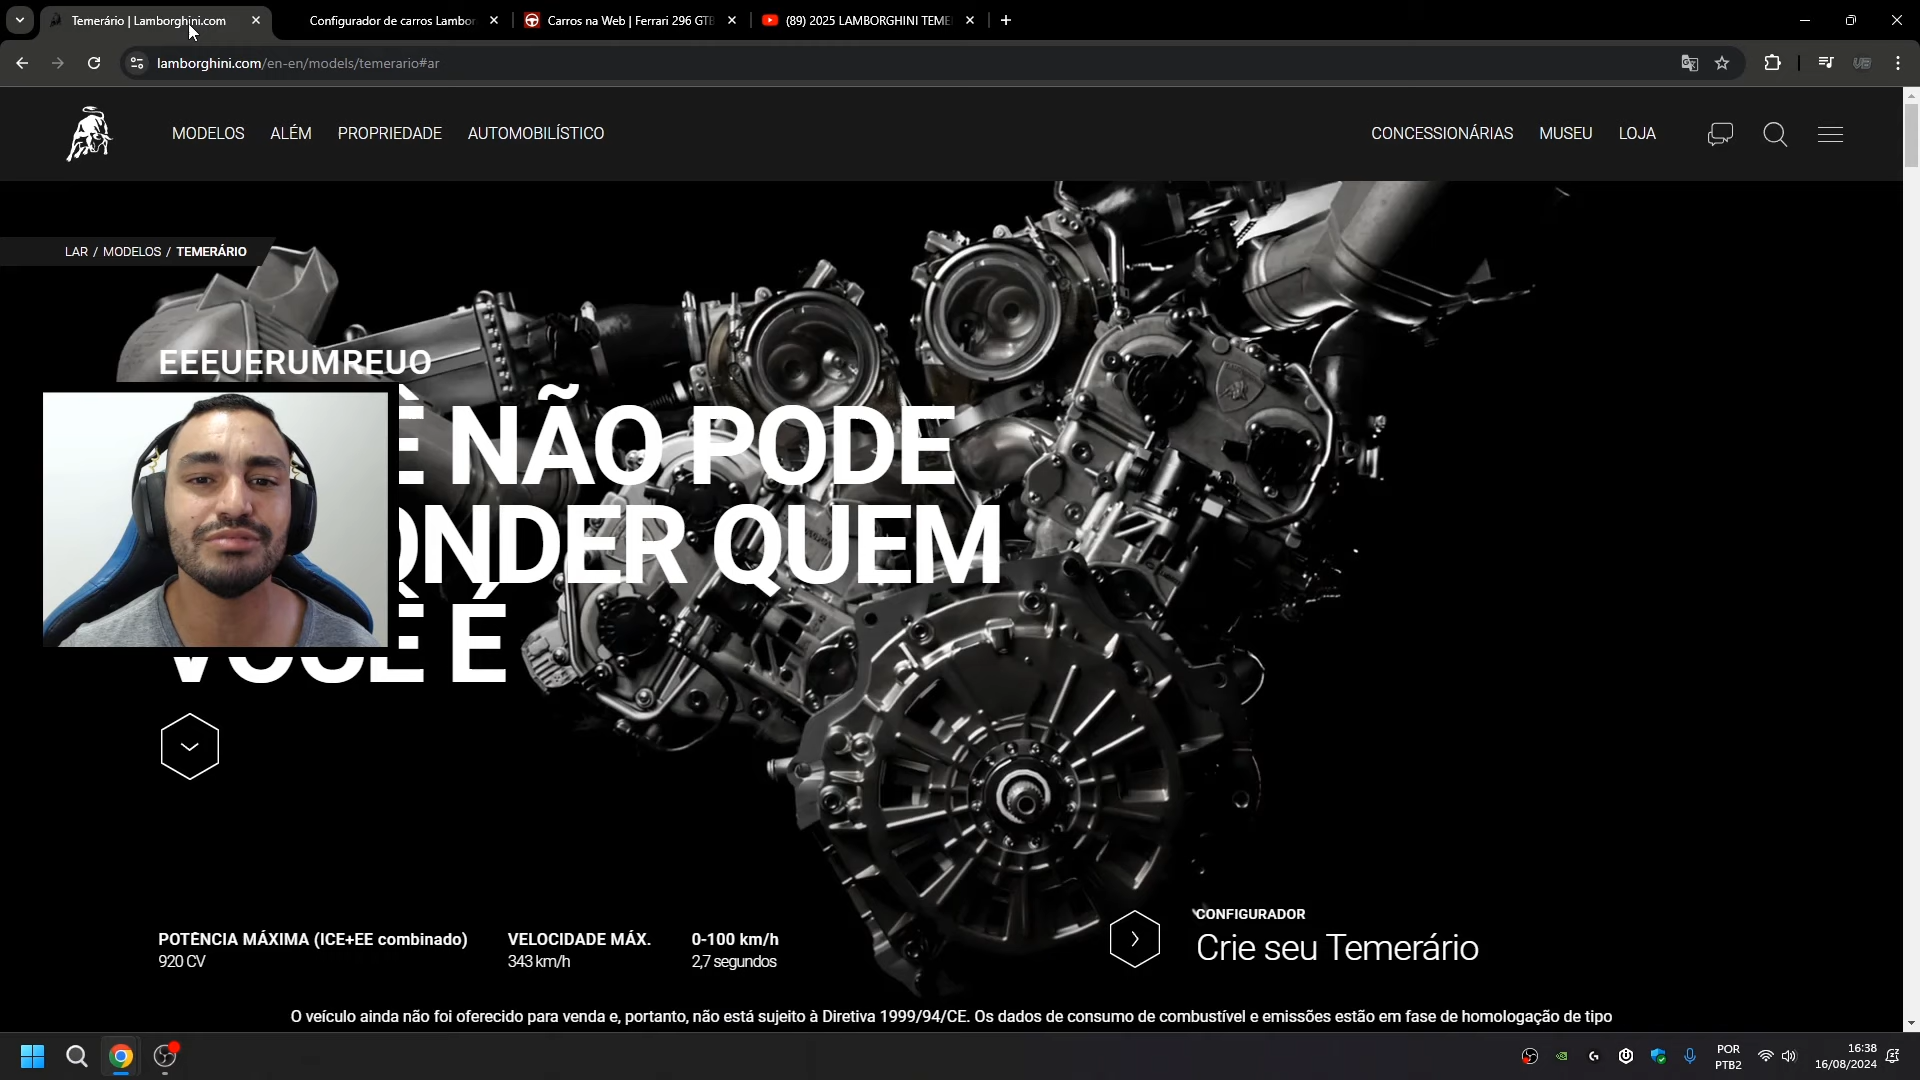 Temerário | Lamborghini.com
Configurador de carros Lambor
Carros na Web | Ferrari 296 GTB
(89) 2025 LAMBORGHINI TEME
lamborghini.com/en-en/models/temerario#ar
MODELOS
ALÉM
PROPRIEDADE
AUTOMOBILÍSTICO
CONCESSIONÁRIAS
MUSEU
LOJA
LAR / MODELOS / TEMERÁRIO
EEEUERUMREUO
Ê NÃO PODE
ONDER QUEM
VOCÊ É
POTÊNCIA MÁXIMA (ICE+EE combinado)
920 CV
VELOCIDADE MÁX.
343 km/h
0-100 km/h
2,7 segundos
CONFIGURADOR
Crie seu Temerário
O veículo ainda não foi oferecido para venda e, portanto, não está sujeito à Diretiva 1999/94/CE. Os dados de consumo de combustível e emissões estão em fase de homologação de tipo
POR
PTB2
16:38
16/08/2024